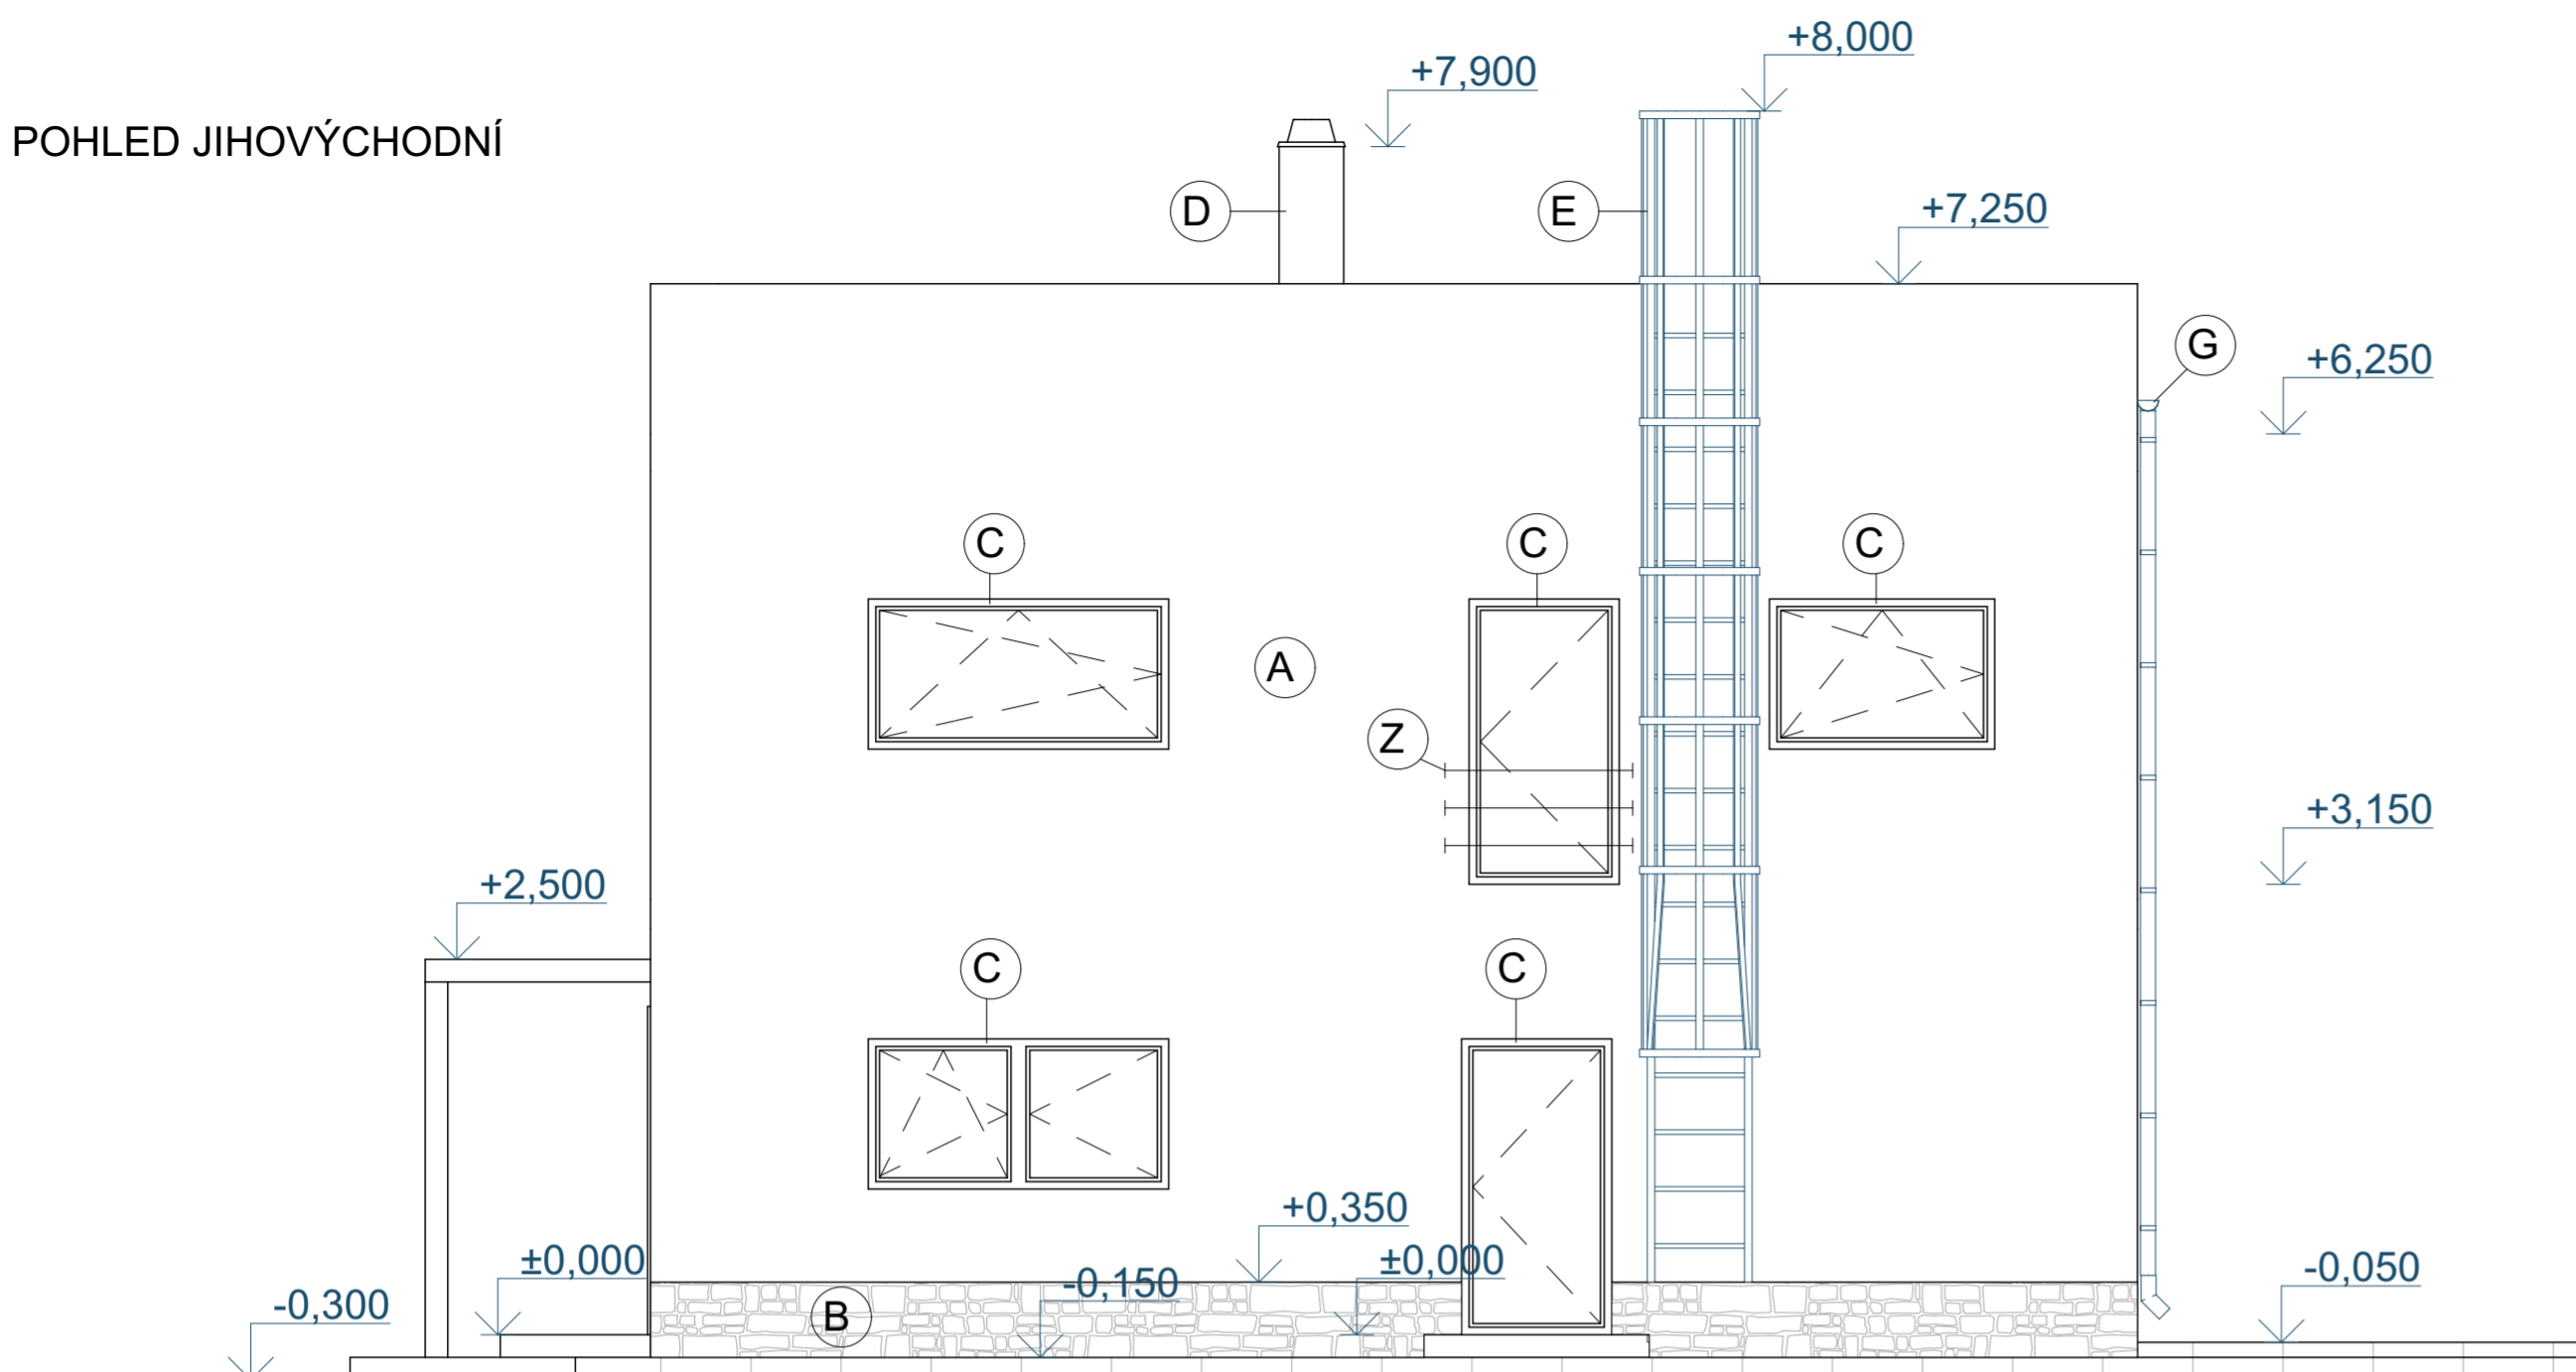 +8,000
+7,900
POHLED JIHOVÝCHODNÍ
D
E
+7,250
G
+6,250
C
C
C
A
Z
+3,150
+2,500
C
C
+0,350
±0,000
±0,000
-0,150
-0,050
-0,300
B